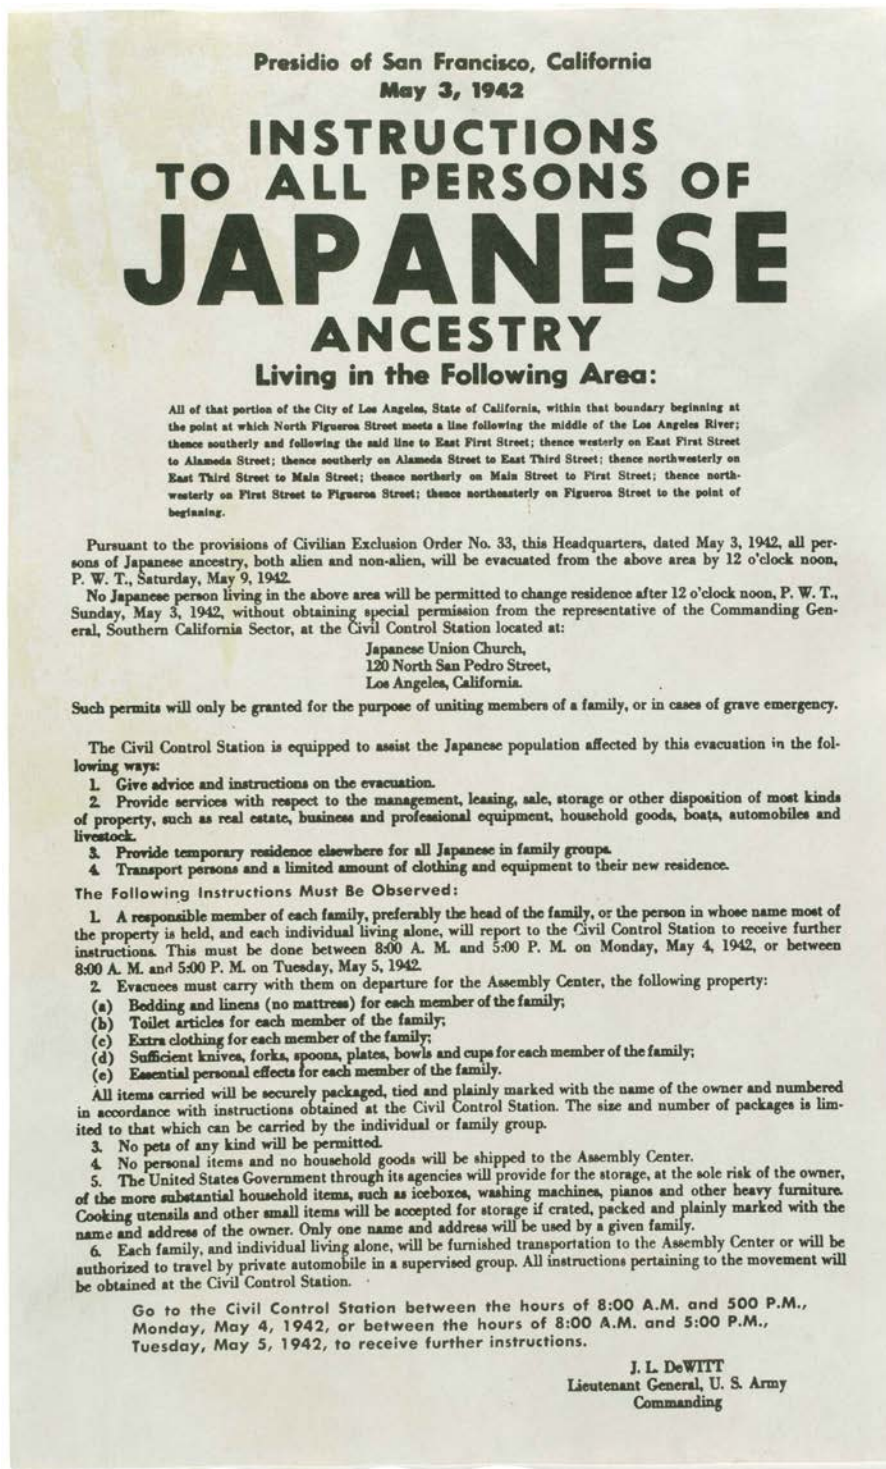 Presidio of San Francisco, California
May 3, 1942
INSTRUCTIONS
TO ALL PERSONS OF
JAPANESE
ANCESTRY
Living in the Following Area:
All of that portion of the City of Los Angeles, State of California, within that boundary beginning at
the point at which North Figueroa Street meets a line following the middle of the Los Angeles River;
thence southerly and following the said line to East First Street; thence westerly on East First Street
to Alameda Street; thence southerly on Alameda Street to East Third Street; thence northwesterly on
East Third Street to Main Street; thence northerly on Main Street to First Street; thence north-
westerly on First Street to Figueroa Street; thence northeasterly on Figueroa Street to the point of
beginning.
Pursuant to the provisions of Civilian Exclusion Order No. 33, this Headquarters, dated May 3, 1942, all per-
sons of Japanese ancestry, both alien and non-alien, will be evacuated from the above area by 12 o'clock noon,
P. W. T., Saturday, May 9, 1942.
No Japanese person living in the above area will be permitted to change residence after 12 o'clock noon, P. W. T.,
Sunday, May 3, 1942, without obtaining special permission from the representative of the Commanding Gen-
eral, Southern California Sector, at the Civil Control Station located at:
Japanese Union Church,
120 North San Pedro Street,
Los Angeles, California.
Such permits will only be granted for the purpose of uniting members of a family, or in cases of grave emergency.
The Civil Control Station is equipped to assist the Japanese population affected by this evacuation in the fol-
lowing ways:
1. Give advice and instructions on the evacuation.
2. Provide services with respect to the management, leasing, sale, storage or other disposition of most kinds
of property, such as real estate, business and professional equipment, household goods, boats, automobiles and
livestock.
3. Provide temporary residence elsewhere for all Japanese in family groups.
4. Transport persons and a limited amount of clothing and equipment to their new residence.
The Following Instructions Must Be Observed:
1. A responsible member of each family, preferably the head of the family, or the person in whose name most of
the property is held, and each individual living alone, will report to the Civil Control Station to receive further
instructions. This must be done between 8:00 A. M. and 5:00 P. M. on Monday, May 4, 1942, or between
8:00 A. M. and 5:00 P. M. on Tuesday, May 5, 1942.
2. Evacuees must carry with them on departure for the Assembly Center, the following property:
(a) Bedding and linens (no mattress) for each member of the family;
(b) Toilet articles for each member of the family;
(c) Extra clothing for each member of the family;
(d) Sufficient knives, forks, spoons, plates, bowls and cups for each member of the family;
(e) Essential personal effects for each member of the family.
All items carried will be securely packaged, tied and plainly marked with the name of the owner and numbered
in accordance with instructions obtained at the Civil Control Station. The size and number of packages is lim-
ited to that which can be carried by the individual or family group.
3. No pets of any kind will be permitted.
4. No personal items and no household goods will be shipped to the Assembly Center.
5. The United States Government through its agencies will provide for the storage, at the sole risk of the owner,
of the more substantial household items, such as iceboxes, washing machines, pianos and other heavy furniture.
Cooking utensils and other small items will be accepted for storage if crated, packed and plainly marked with the
name and address of the owner. Only one name and address will be used by a given family.
6. Each family, and individual living alone, will be furnished transportation to the Assembly Center or will be
authorized to travel by private automobile in a supervised group. All instructions pertaining to the movement will
be obtained at the Civil Control Station.
Go to the Civil Control Station between the hours of 8:00 A.M. and 500 P.M.,
Monday, May 4, 1942, or between the hours of 8:00 A.M. and 5:00 P.M.,
Tuesday, May 5, 1942, to receive further instructions.
J. L. DeWITT
Lieutenant General, U. S. Army
Commanding